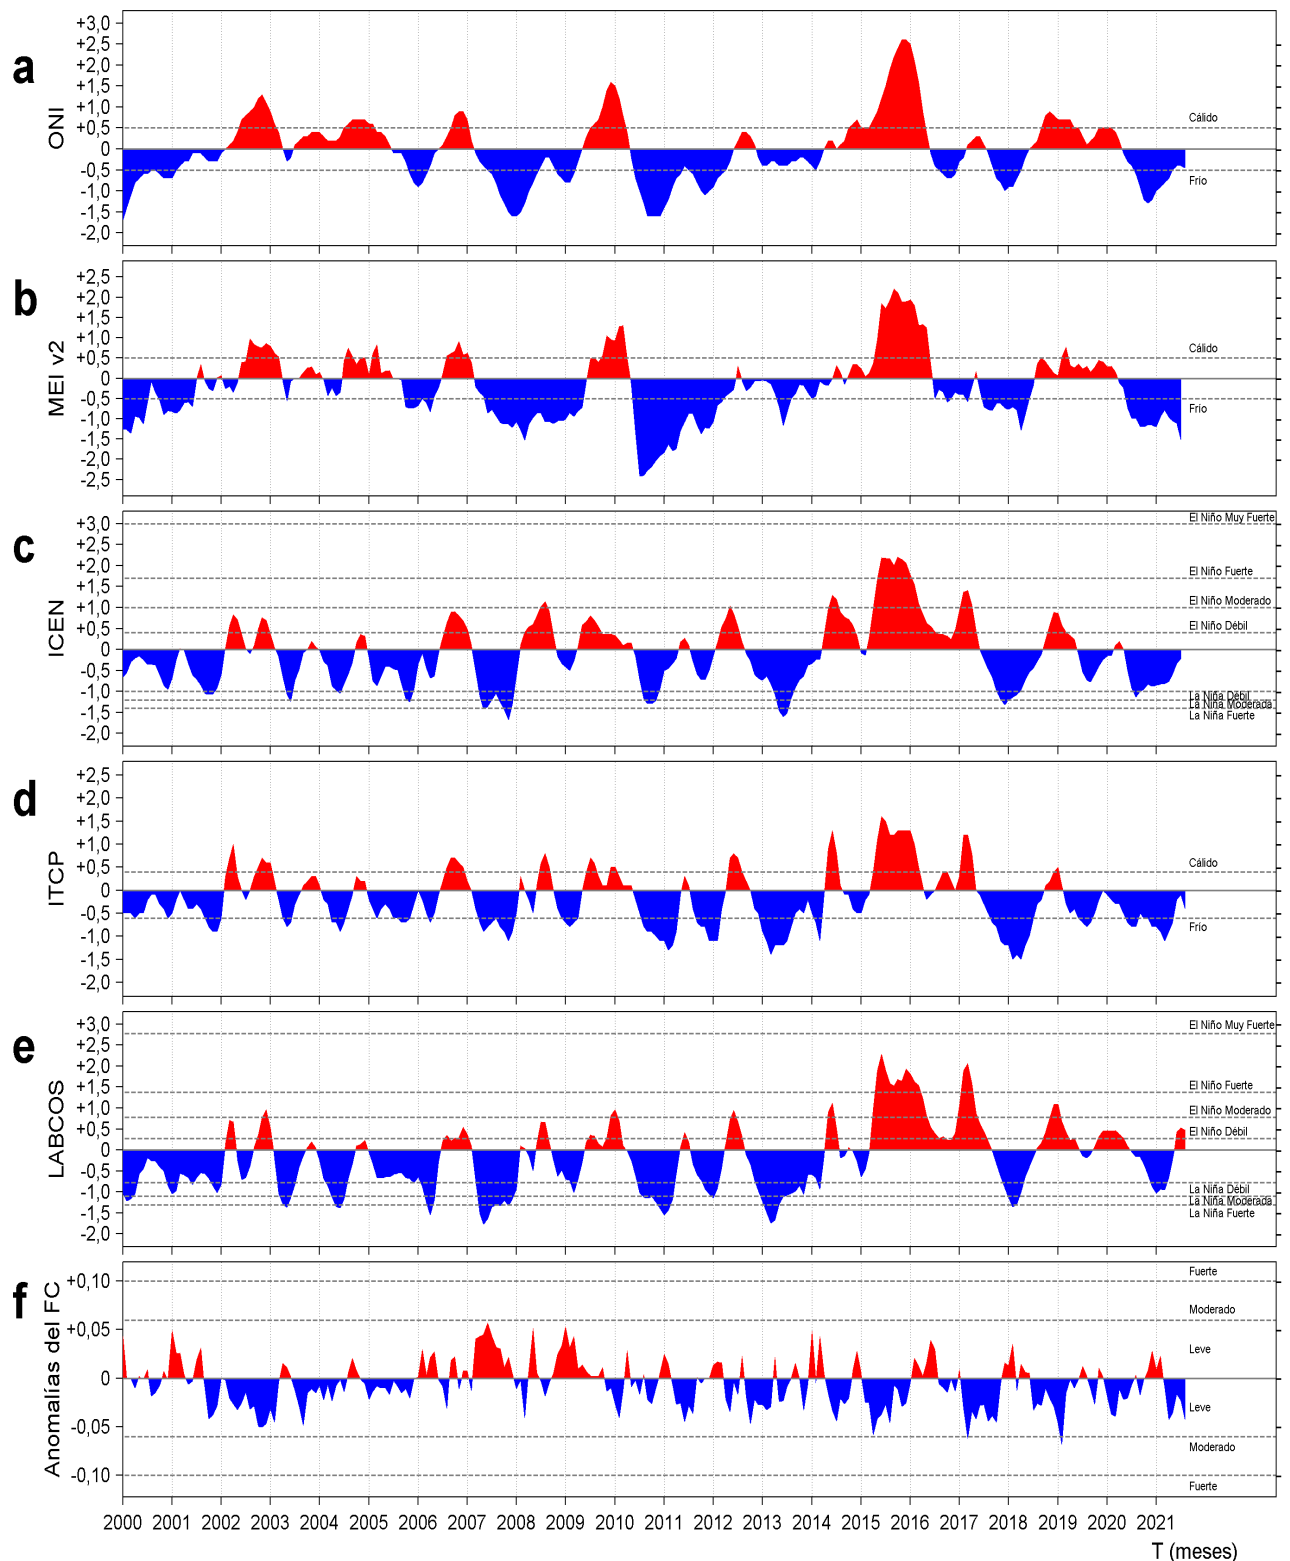 a
ONI
+3,0
+2,5
+2,0
+1,5
+1,0
+0,5
0
-0,5
-1,0
-1,5
-2,0
Cálido
Frío
b
MEI v2
+2,5
+2,0
+1,5
+1,0
+0,5
0
-0,5
-1,0
-1,5
-2,0
-2,5
Cálido
Frío
c
ICEN
+3,0
+2,5
+2,0
+1,5
+1,0
+0,5
0
-0,5
-1,0
-1,5
-2,0
El Niño Muy Fuerte
El Niño Fuerte
El Niño Moderado
El Niño Débil
La Niña Débil
La Niña Moderada
La Niña Fuerte
d
ITCP
+2,5
+2,0
+1,5
+1,0
+0,5
0
-0,5
-1,0
-1,5
-2,0
Cálido
Frío
e
LABCOS
+3,0
+2,5
+2,0
+1,5
+1,0
+0,5
0
-0,5
-1,0
-1,5
-2,0
El Niño Muy Fuerte
El Niño Fuerte
El Niño Moderado
El Niño Débil
La Niña Débil
La Niña Moderada
La Niña Fuerte
f
Anomalías del FC
+0,10
+0,05
0
-0,05
-0,10
Fuerte
Moderado
Leve
Leve
Moderado
Fuerte
2000 2001 2002 2003 2004 2005 2006 2007 2008 2009 2010 2011 2012 2013 2014 2015 2016 2017 2018 2019 2020 2021
T (meses)